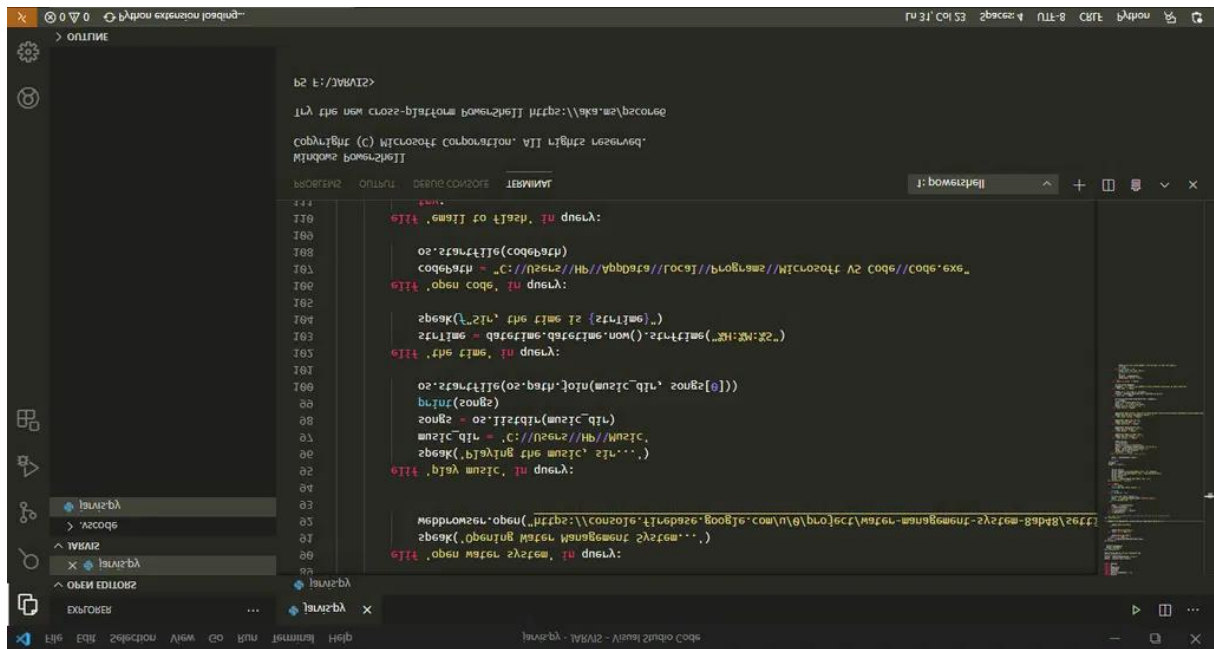 File Edit Selection View Go Run Terminal Help jarvis.py - JARVIS - Visual Studio Code
EXPLORER ...
OPEN EDITORS
jarvis.py
JARVIS
.vscode
jarvis.py
OUTLINE
jarvis.py
jarvis.py
89
90 elif 'open water system' in query:
91 speak('Opening Water Management System...')
92 webbrowser.open("https://console.firebase.google.com/u/0/project/water-management-system-8ab48/setti
93
94
95 elif 'play music' in query:
96 speak('Playing the music, sir...')
97 music_dir = 'C:\\Users\\HP\\Music'
98 songs = os.listdir(music_dir)
99 print(songs)
100 os.startfile(os.path.join(music_dir, songs[0]))
101
102 elif 'the time' in query:
103 strTime = datetime.datetime.now().strftime("%H:%M:%S")
104 speak(f"Sir, the time is {strTime}")
105
106 elif 'open code' in query:
107 codePath = "C:\\Users\\HP\\AppData\\Local\\Programs\\Microsoft VS Code\\Code.exe"
108 os.startfile(codePath)
109
110 elif 'email to flash' in query:
111 try:
PROBLEMS OUTPUT DEBUG CONSOLE TERMINAL 1: powershell
Windows PowerShell
Copyright (C) Microsoft Corporation. All rights reserved.
Try the new cross-platform PowerShell https://aka.ms/pscore6
PS F:\JARVIS>
0 0 Python extension loading... Ln 31, Col 23 Spaces: 4 UTF-8 CRLF Python